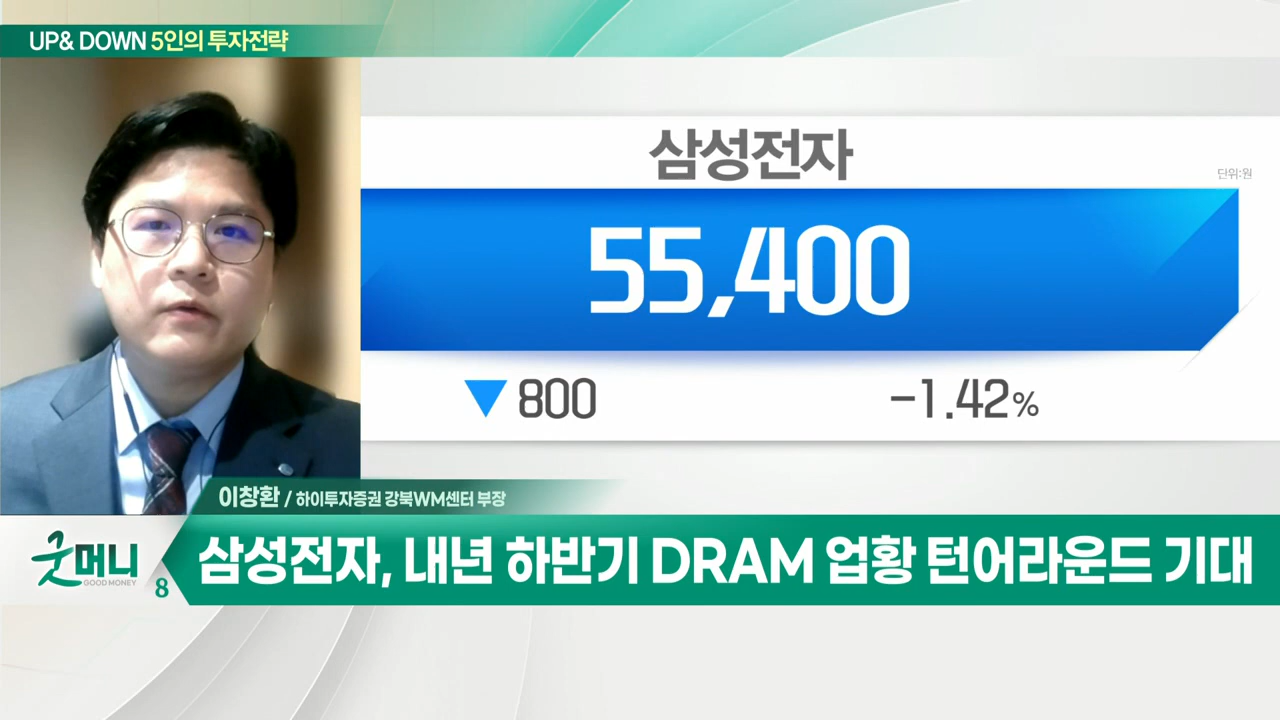 UP& DOWN 5인의 투자전략
삼성전자
단위:원
55,400
▼800 -1.42%
이창환 / 하이투자증권 강북WM센터 부장
굿머니
GOOD MONEY
8
삼성전자, 내년 하반기 DRAM 업황 턴어라운드 기대